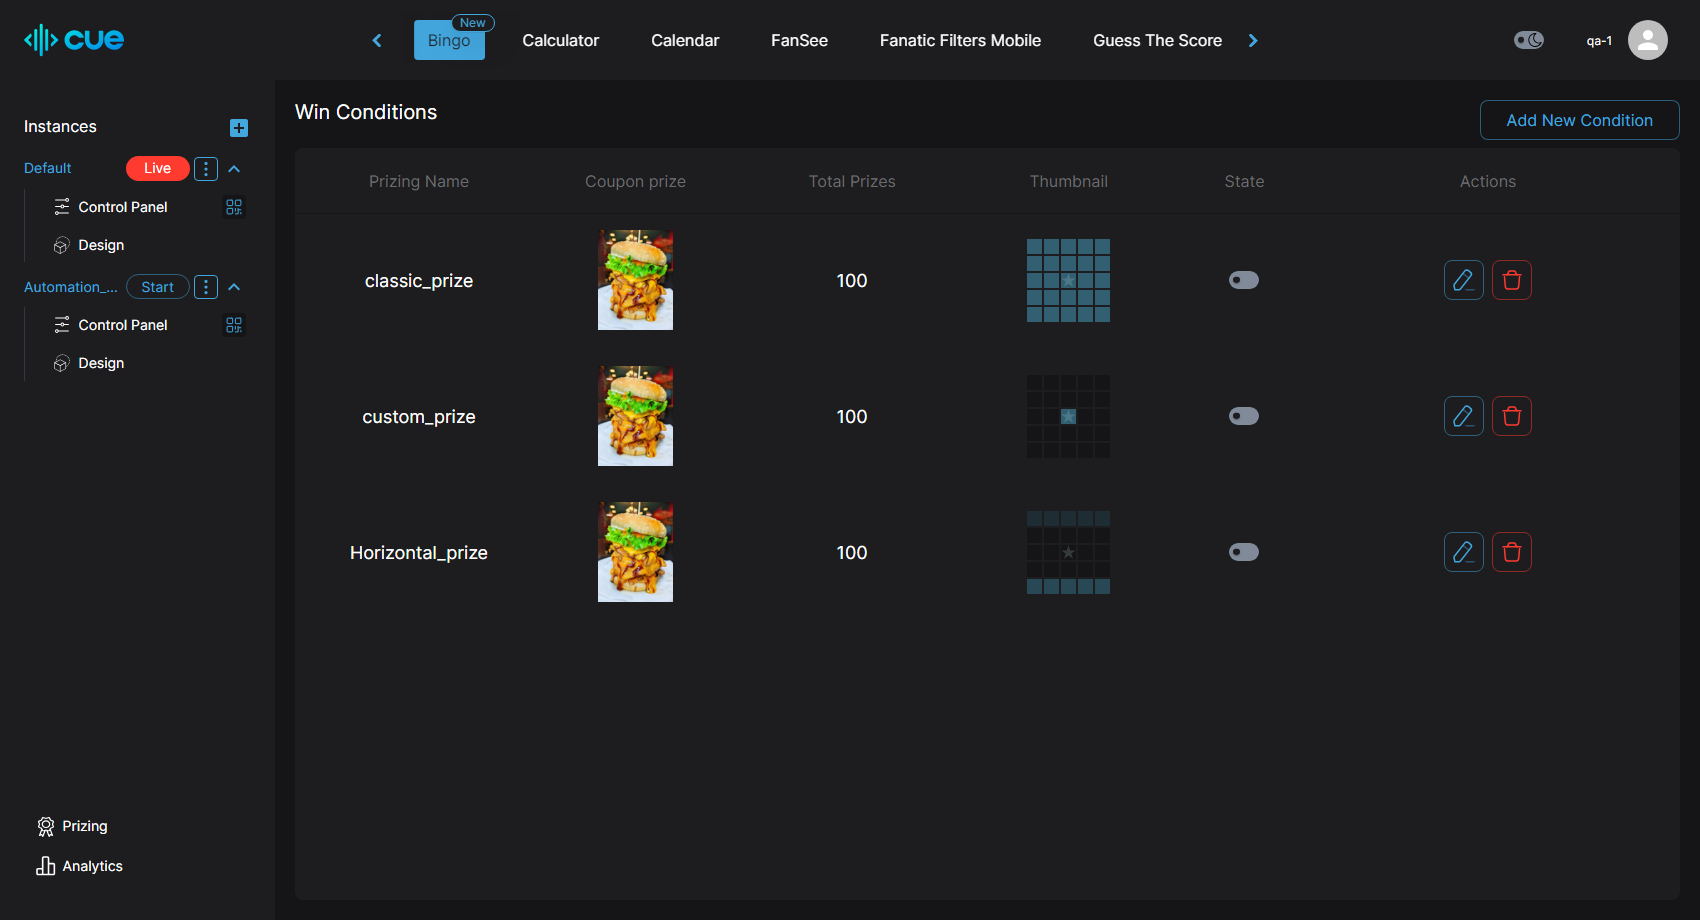 cue
New
Bingo
Calculator
Calendar
FanSee
Fanatic Filters Mobile
Guess The Score
qa-1
Instances
Default
Live
Control Panel
Design
Automation_...
Start
Control Panel
Design
Prizing
Analytics
Win Conditions
Add New Condition
Prizing Name Coupon prize Total Prizes Thumbnail State Actions
classic_prize 100
custom_prize 100
Horizontal_prize 100